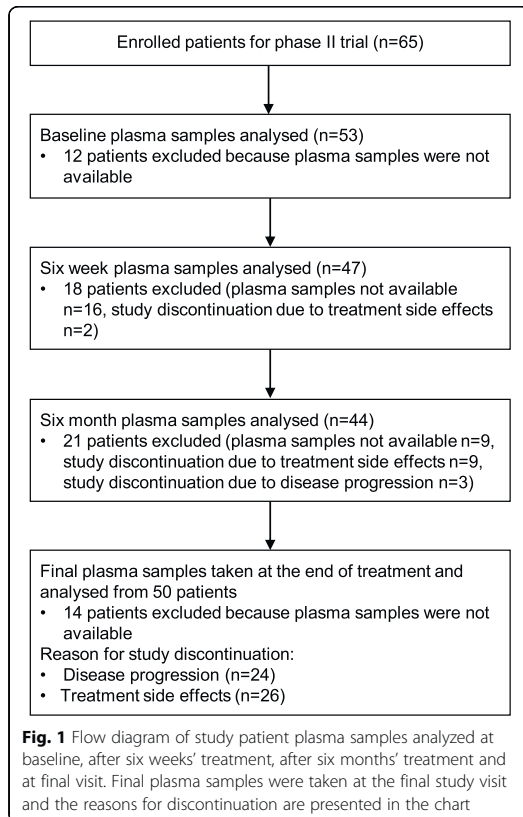 Enrolled patients for phase II trial (n=65)
Baseline plasma samples analysed (n=53)
• 12 patients excluded because plasma samples were not
available
Six week plasma samples analysed (n=47)
• 18 patients excluded (plasma samples not available
n=16, study discontinuation due to treatment side effects
n=2)
Six month plasma samples analysed (n=44)
• 21 patients excluded (plasma samples not available n=9,
study discontinuation due to treatment side effects n=9,
study discontinuation due to disease progression n=3)
Final plasma samples taken at the end of treatment and
analysed from 50 patients
• 14 patients excluded because plasma samples were not
available
Reason for study discontinuation:
• Disease progression (n=24)
• Treatment side effects (n=26)
Fig. 1 Flow diagram of study patient plasma samples analyzed at
baseline, after six weeks’ treatment, after six months’ treatment and
at final visit. Final plasma samples were taken at the final study visit
and the reasons for discontinuation are presented in the chart